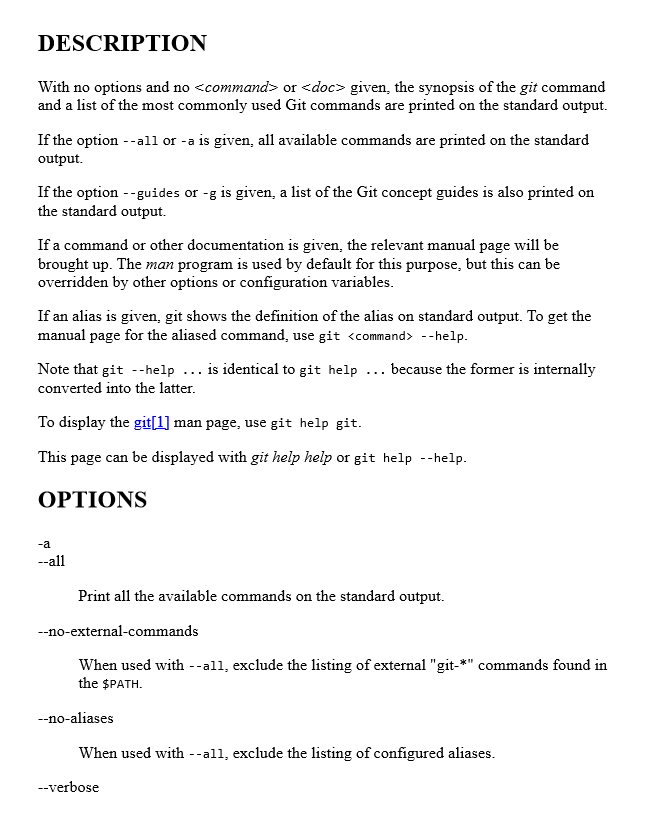 DESCRIPTION
With no options and no <command> or <doc> given, the synopsis of the git command
and a list of the most commonly used Git commands are printed on the standard output.
If the option --all or -a is given, all available commands are printed on the standard
output.
If the option --guides or -g is given, a list of the Git concept guides is also printed on
the standard output.
If a command or other documentation is given, the relevant manual page will be
brought up. The man program is used by default for this purpose, but this can be
overridden by other options or configuration variables.
If an alias is given, git shows the definition of the alias on standard output. To get the
manual page for the aliased command, use git <command> --help.
Note that git --help ... is identical to git help ... because the former is internally
converted into the latter.
To display the git[1] man page, use git help git.
This page can be displayed with git help help or git help --help.
OPTIONS
-a
--all
Print all the available commands on the standard output.
--no-external-commands
When used with --all, exclude the listing of external "git-*" commands found in
the $PATH.
--no-aliases
When used with --all, exclude the listing of configured aliases.
--verbose